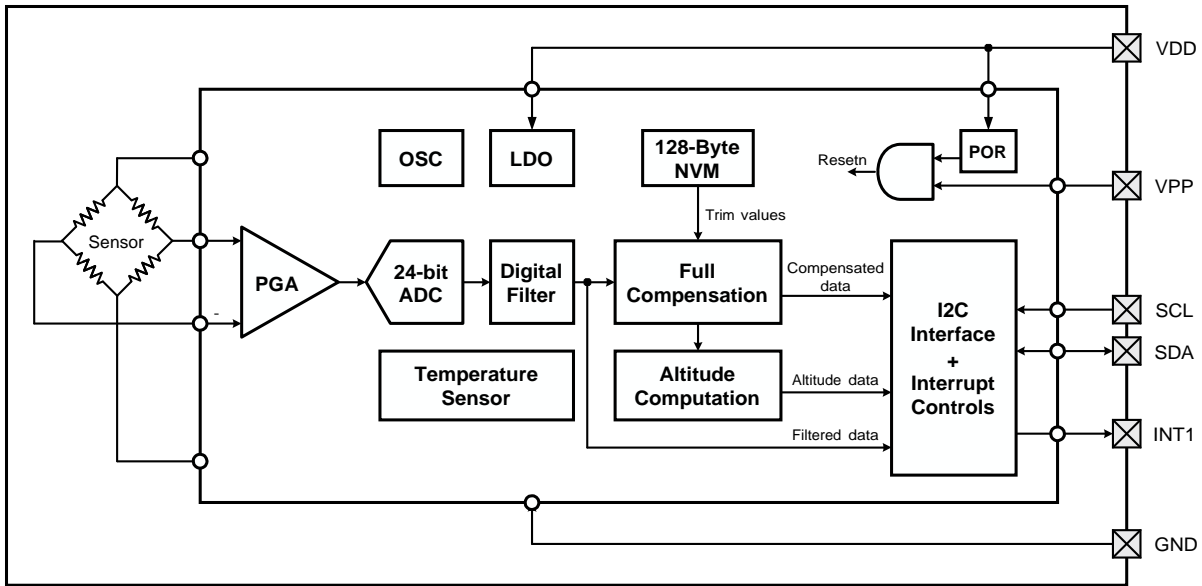 VDD
OSC
LDO
128-Byte
NVM
Resetn
POR
VPP
Trim values
Sensor
PGA
-
24-bit
ADC
Digital
Filter
Full
Compensation
Compensated
data
I2C
Interface
+
Interrupt
Controls
SCL
SDA
Temperature
Sensor
Altitude
Computation
Altitude data
Filtered data
INT1
GND